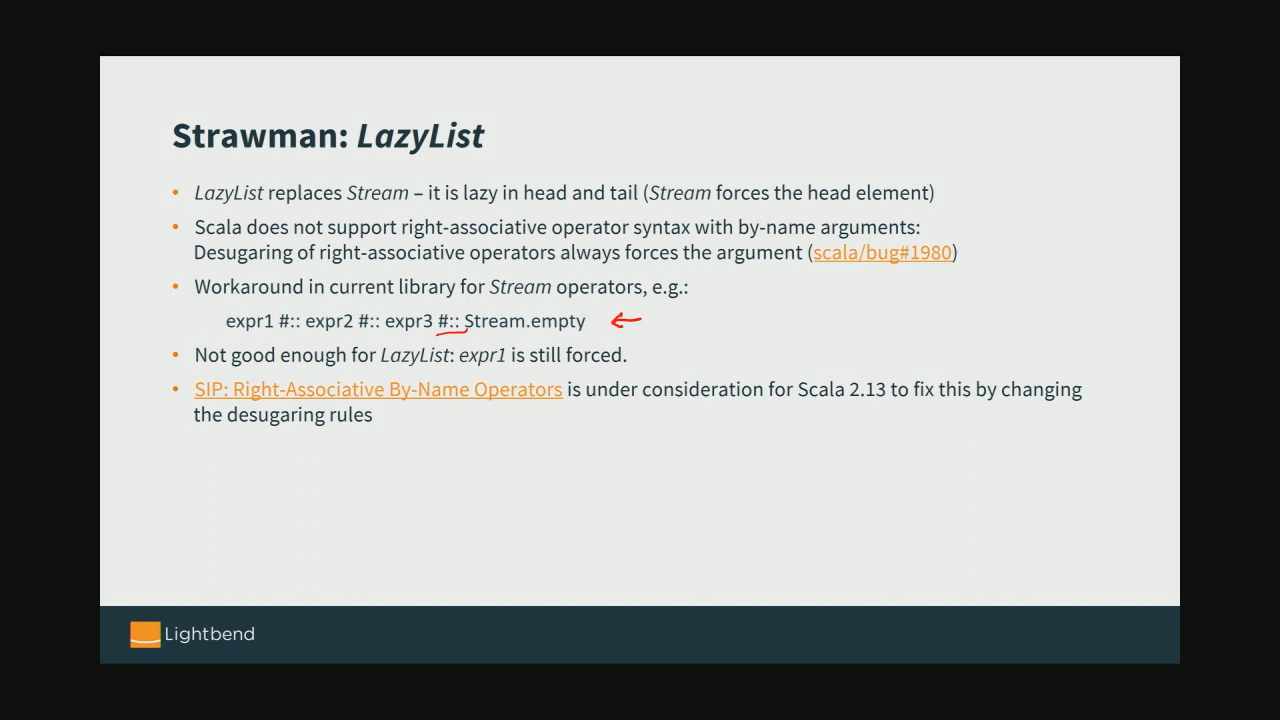 Strawman: LazyList
• LazyList replaces Stream – it is lazy in head and tail (Stream forces the head element)
• Scala does not support right-associative operator syntax with by-name arguments:
Desugaring of right-associative operators always forces the argument (scala/bug#1980)
• Workaround in current library for Stream operators, e.g.:
expr1 #:: expr2 #:: expr3 #:: Stream.empty
• Not good enough for LazyList: expr1 is still forced.
• SIP: Right-Associative By-Name Operators is under consideration for Scala 2.13 to fix this by changing
the desugaring rules
Lightbend